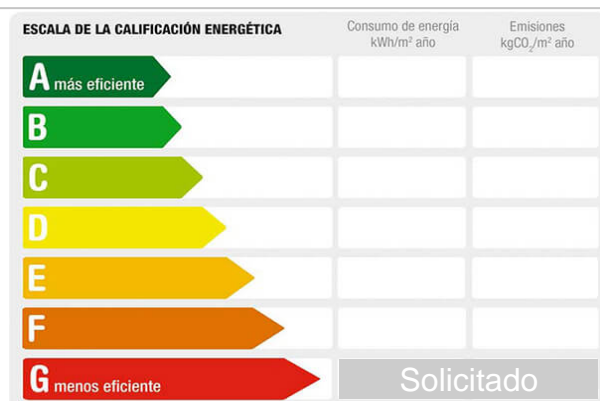 ESCALA DE LA CALIFICACIÓN ENERGÉTICA
Consumo de energía
kWh/m² año
Emisiones
kgCO₂/m² año
A más eficiente
B
C
D
E
F
G menos eficiente
Solicitado